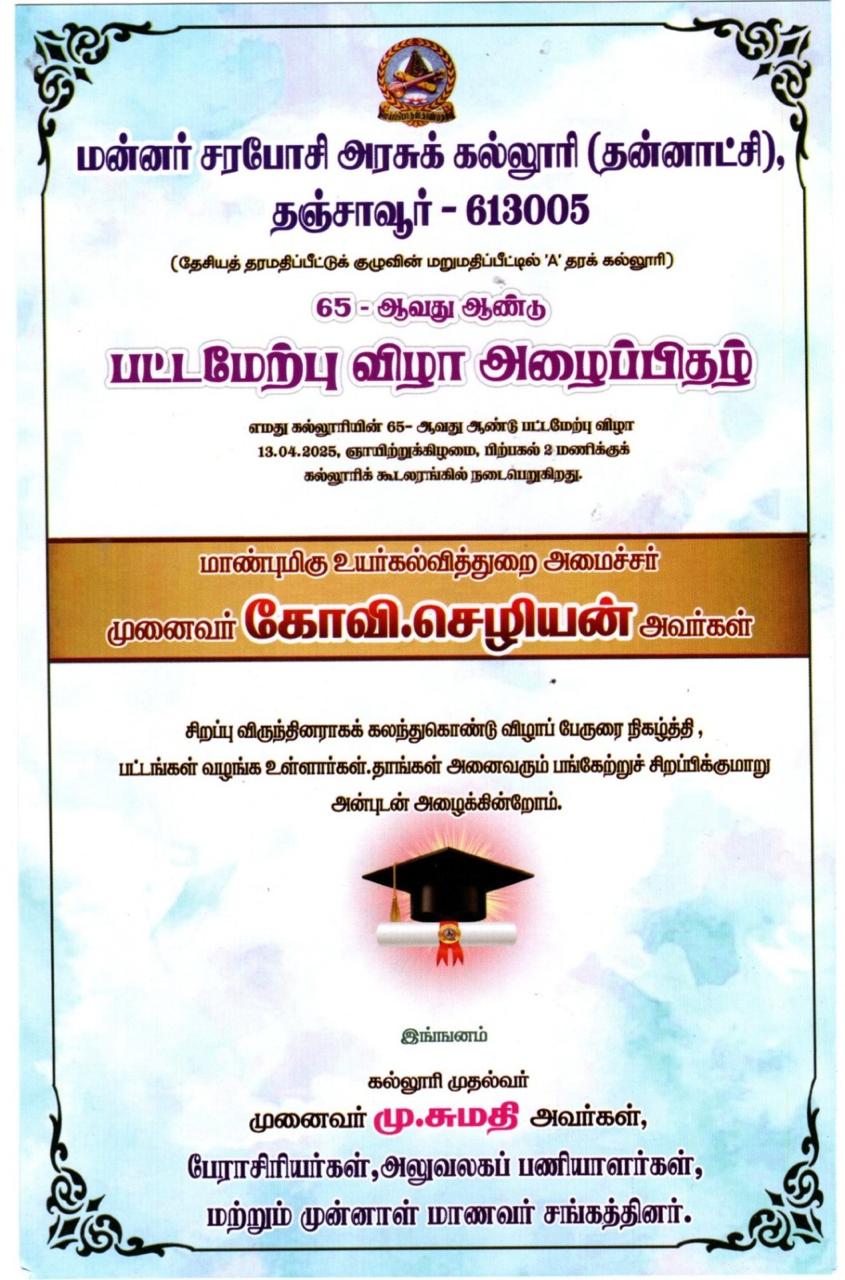 மன்னர் சரபோசி அரசுக் கல்லூரி (தன்னாட்சி),
தஞ்சாவூர் - 613005
(தேசியத் தரமதிப்பீட்டுக் குழுவின் மறுமதிப்பீட்டில் 'A' தரக் கல்லூரி)
65 - ஆவது ஆண்டு
பட்டமேற்பு விழா அழைப்பிதழ்
எமது கல்லூரியின் 65- ஆவது ஆண்டு பட்டமேற்பு விழா
13.04.2025, ஞாயிற்றுக்கிழமை, பிற்பகல் 2 மணிக்குக்
கல்லூரிக் கூடலரங்கில் நடைபெறுகிறது.
மாண்புமிகு உயர்கல்வித்துறை அமைச்சர்
முனைவர் கோவி.செழியன் அவர்கள்
சிறப்பு விருந்தினராகக் கலந்துகொண்டு விழாப் பேருரை நிகழ்த்தி ,
பட்டங்கள் வழங்க உள்ளார்கள்.தாங்கள் அனைவரும் பங்கேற்றுச் சிறப்பிக்குமாறு
அன்புடன் அழைக்கின்றோம்.
இங்ஙனம்
கல்லூரி முதல்வர்
முனைவர் மு.சுமதி அவர்கள்,
பேராசிரியர்கள்,அலுவலகப் பணியாளர்கள்,
மற்றும் முன்னாள் மாணவர் சங்கத்தினர்.